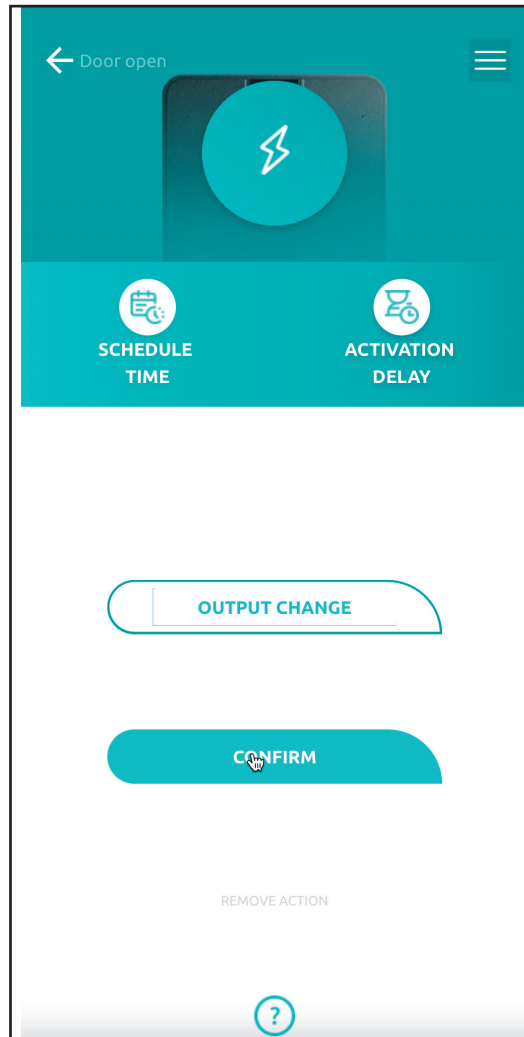 Door open
SCHEDULE
TIME
ACTIVATION
DELAY
OUTPUT CHANGE
CONFIRM
REMOVE ACTION
?